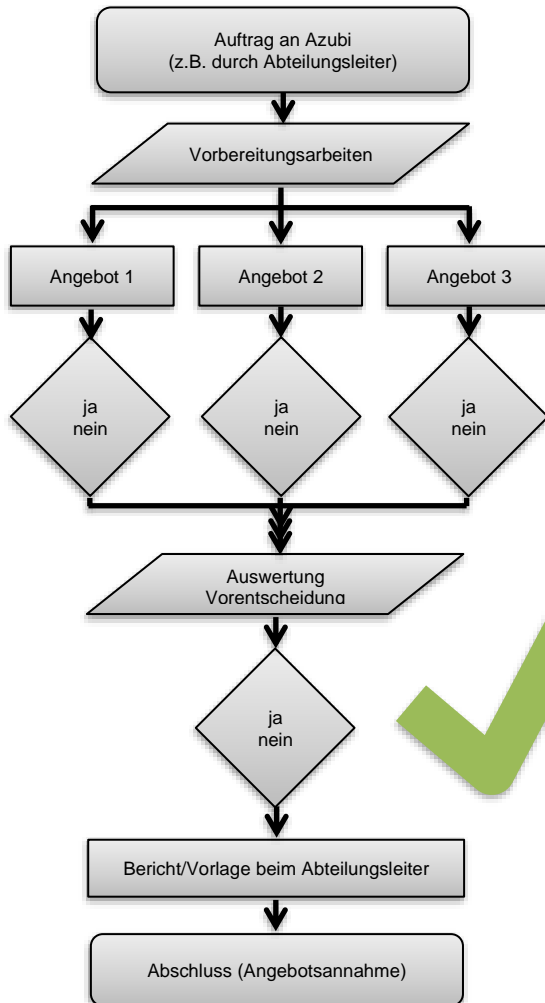 Auftrag an Azubi
(z.B. durch Abteilungsleiter)
Vorbereitungsarbeiten
Angebot 1
Angebot 2
Angebot 3
ja
nein
ja
nein
ja
nein
Auswertung
Vorentscheidung
ja
nein
Bericht/Vorlage beim Abteilungsleiter
Abschluss (Angebotsannahme)